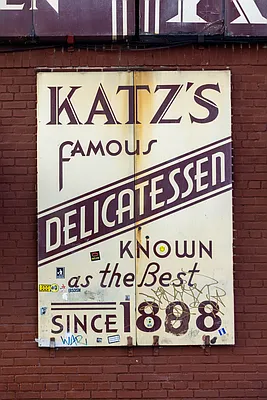 KATZ'S
famous
DELICATESSEN
KNOWN
as the Best
SINCE 1888